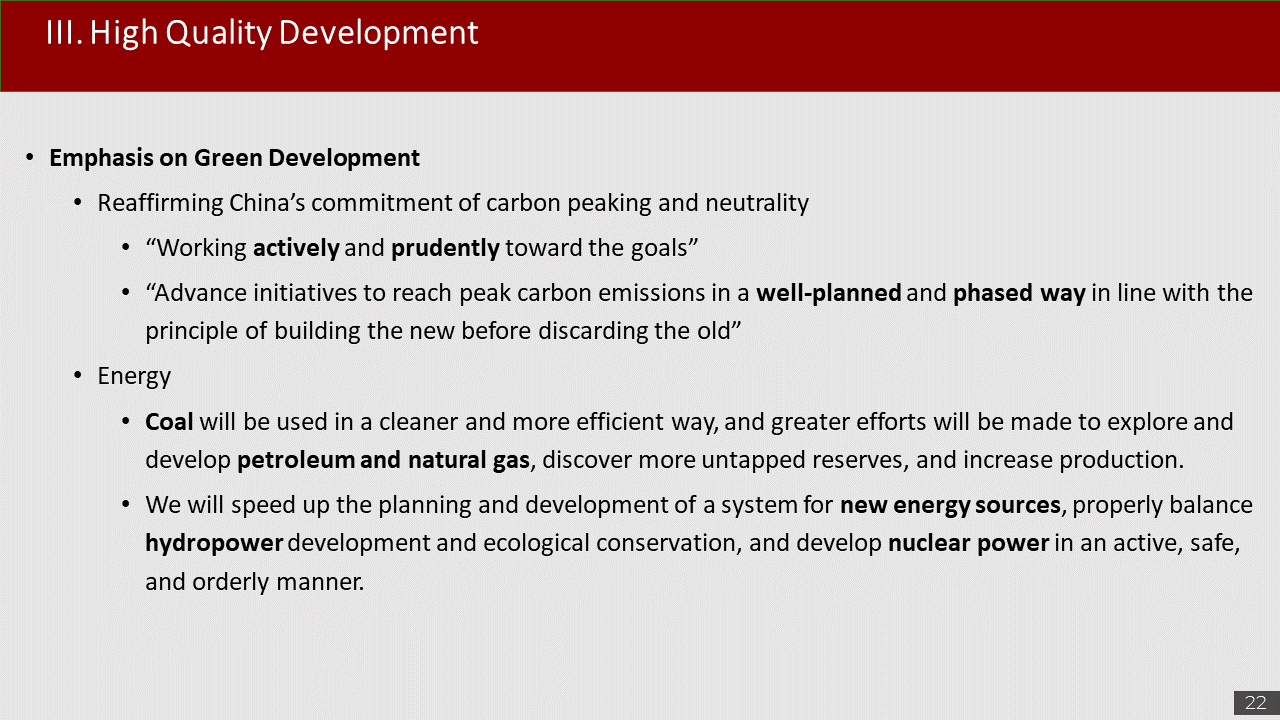 III. High Quality Development
• Emphasis on Green Development
• Reaffirming China’s commitment of carbon peaking and neutrality
• “Working actively and prudently toward the goals”
• “Advance initiatives to reach peak carbon emissions in a well-planned and phased way in line with the
principle of building the new before discarding the old”
• Energy
• Coal will be used in a cleaner and more efficient way, and greater efforts will be made to explore and
develop petroleum and natural gas, discover more untapped reserves, and increase production.
• We will speed up the planning and development of a system for new energy sources, properly balance
hydropower development and ecological conservation, and develop nuclear power in an active, safe,
and orderly manner.
22